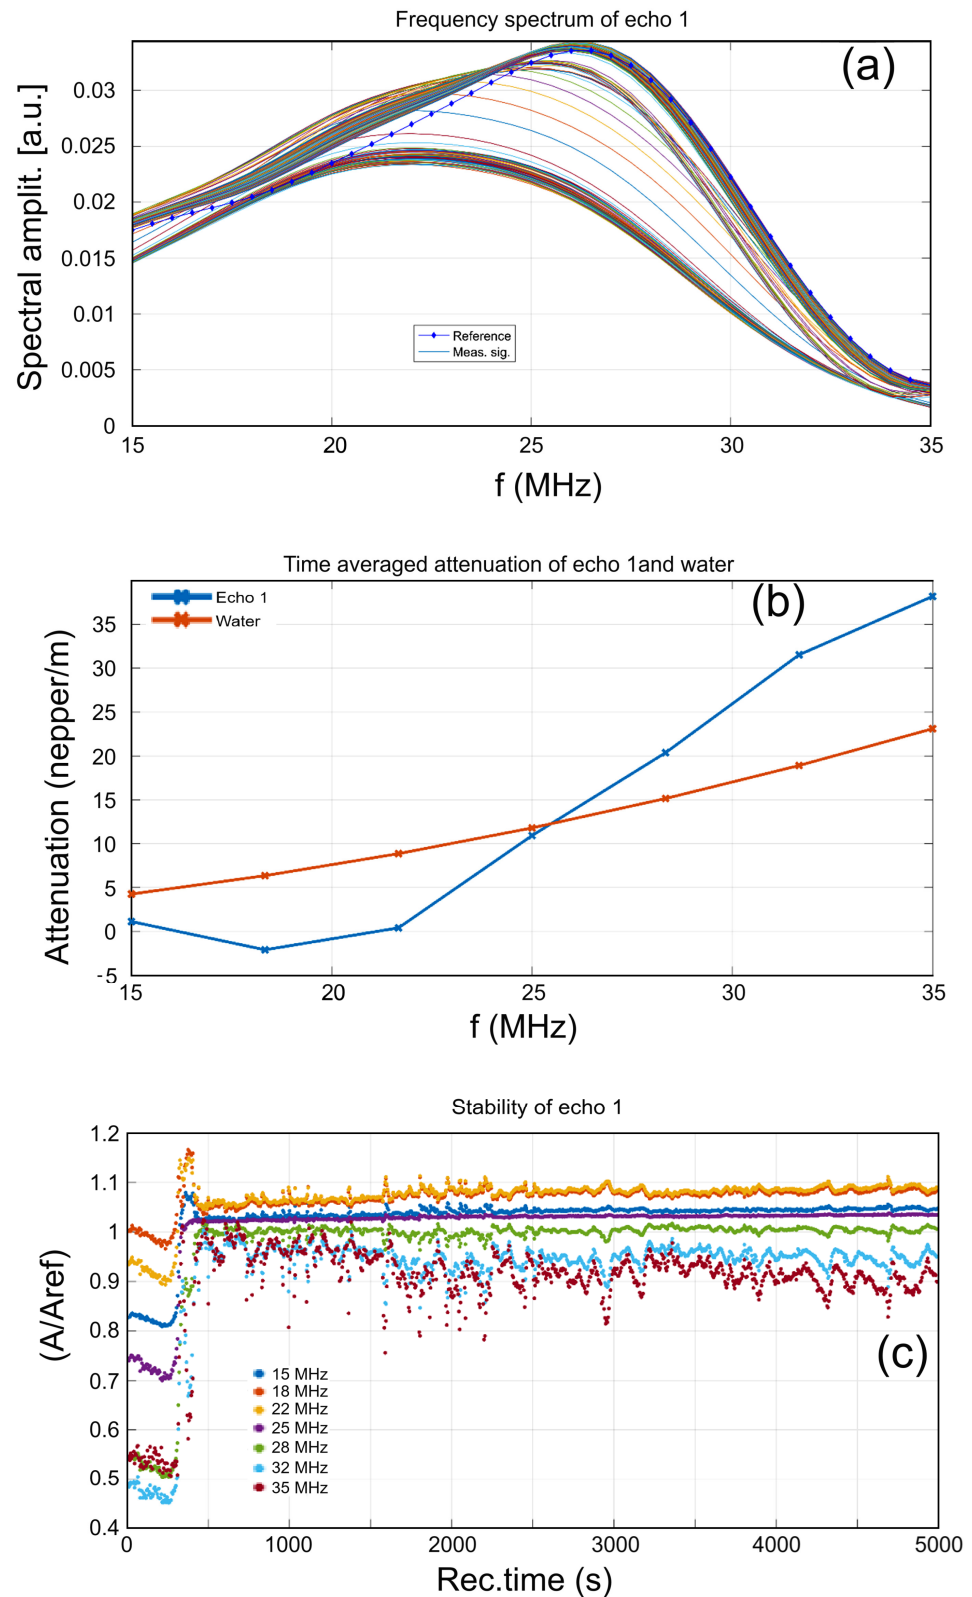 Frequency spectrum of echo 1
(a)
Spectral amplit. [a.u.]
0.03
0.025
0.02
0.015
0.01
0.005
0
Reference
Meas. sig.
15 20 25 30 35
f (MHz)
Time averaged attenuation of echo 1and water
(b)
Echo 1
Water
Attenuation (nepper/m)
35
30
25
20
15
10
5
0
-5
15 20 25 30 35
f (MHz)
Stability of echo 1
(A/Aref)
1.2
1.1
1
0.9
0.8
0.7
0.6
0.5
0.4
(c)
15 MHz
18 MHz
22 MHz
25 MHz
28 MHz
32 MHz
35 MHz
0 1000 2000 3000 4000 5000
Rec.time (s)